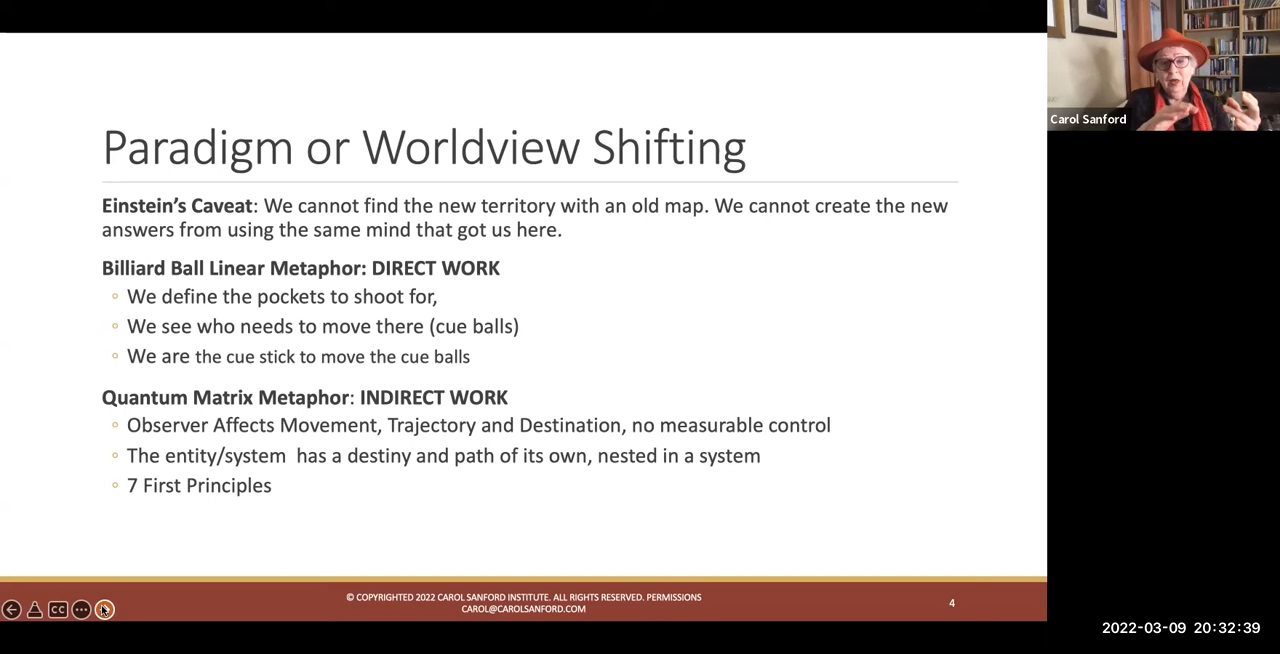 Paradigm or Worldview Shifting
Einstein's Caveat: We cannot find the new territory with an old map. We cannot create the new
answers from using the same mind that got us here.
Billiard Ball Linear Metaphor: DIRECT WORK
◦ We define the pockets to shoot for,
◦ We see who needs to move there (cue balls)
◦ We are the cue stick to move the cue balls
Quantum Matrix Metaphor: INDIRECT WORK
◦ Observer Affects Movement, Trajectory and Destination, no measurable control
◦ The entity/system  has a destiny and path of its own, nested in a system
◦ 7 First Principles
© COPYRIGHTED 2022 CAROL SANFORD INSTITUTE. ALL RIGHTS RESERVED. PERMISSIONS
CAROL@CAROLSANFORD.COM
4
CC
Carol Sanford
2022-03-09 20:32:39